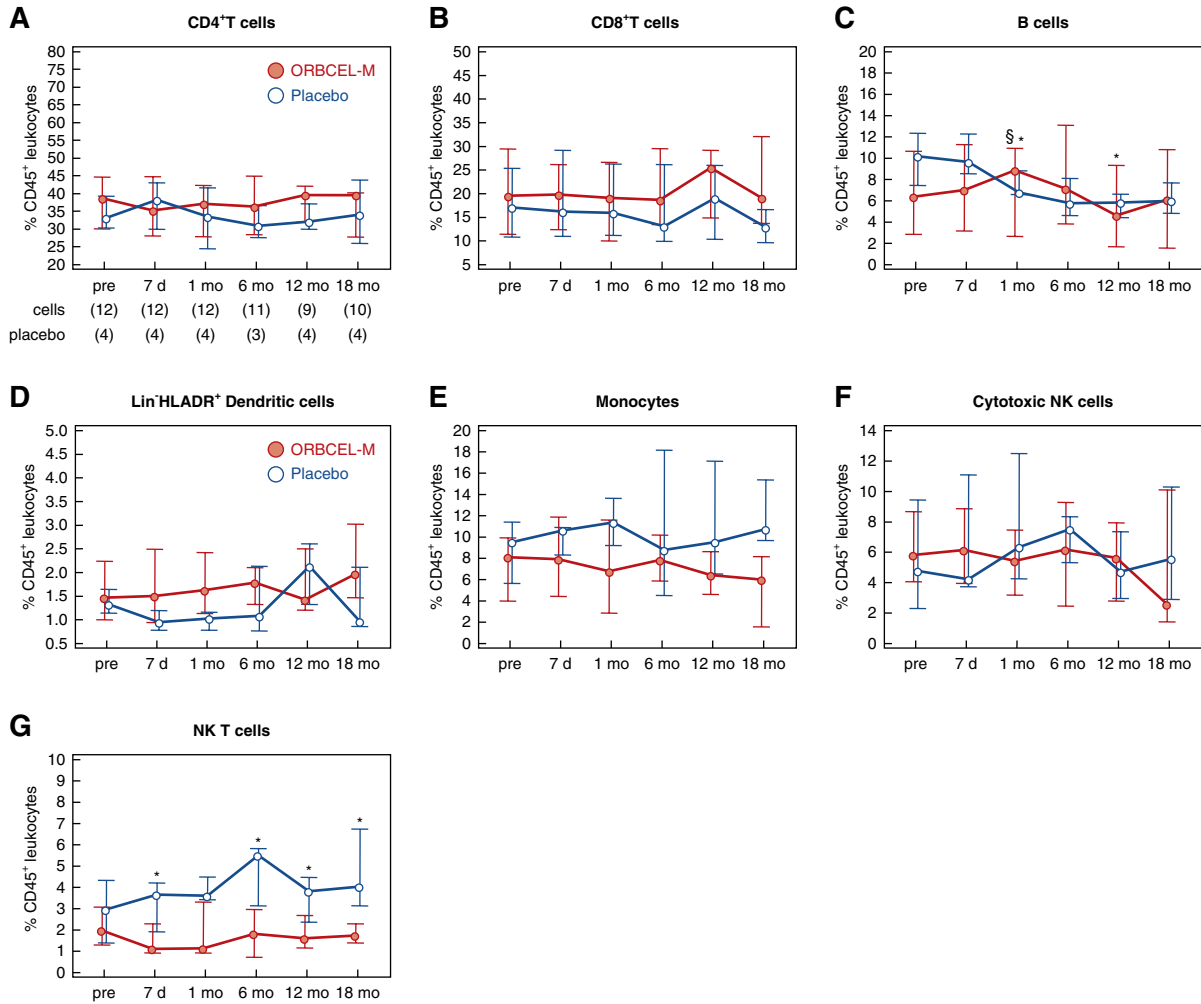 A
CD4⁺T cells
% CD45⁺ leukocytes
80
75
70
65
60
55
50
45
40
35
30
25
20
ORBCEL-M
Placebo
pre 7 d 1 mo 6 mo 12 mo 18 mo
cells (12) (12) (12) (11) (9) (10)
placebo (4) (4) (4) (3) (4) (4)
B
CD8⁺T cells
% CD45⁺ leukocytes
50
45
40
35
30
25
20
15
10
5
pre 7 d 1 mo 6 mo 12 mo 18 mo
C
B cells
% CD45⁺ leukocytes
20
18
16
14
12
10
8
6
4
2
0
§ *
*
pre 7 d 1 mo 6 mo 12 mo 18 mo
D
Lin⁻HLADR⁺ Dendritic cells
% CD45⁺ leukocytes
5.0
4.5
4.0
3.5
3.0
2.5
2.0
1.5
1.0
0.5
ORBCEL-M
Placebo
pre 7 d 1 mo 6 mo 12 mo 18 mo
E
Monocytes
% CD45⁺ leukocytes
20
18
16
14
12
10
8
6
4
2
0
pre 7 d 1 mo 6 mo 12 mo 18 mo
F
Cytotoxic NK cells
% CD45⁺ leukocytes
14
12
10
8
6
4
2
0
pre 7 d 1 mo 6 mo 12 mo 18 mo
G
NK T cells
% CD45⁺ leukocytes
10
9
8
7
6
5
4
3
2
1
0
* * * *
pre 7 d 1 mo 6 mo 12 mo 18 mo